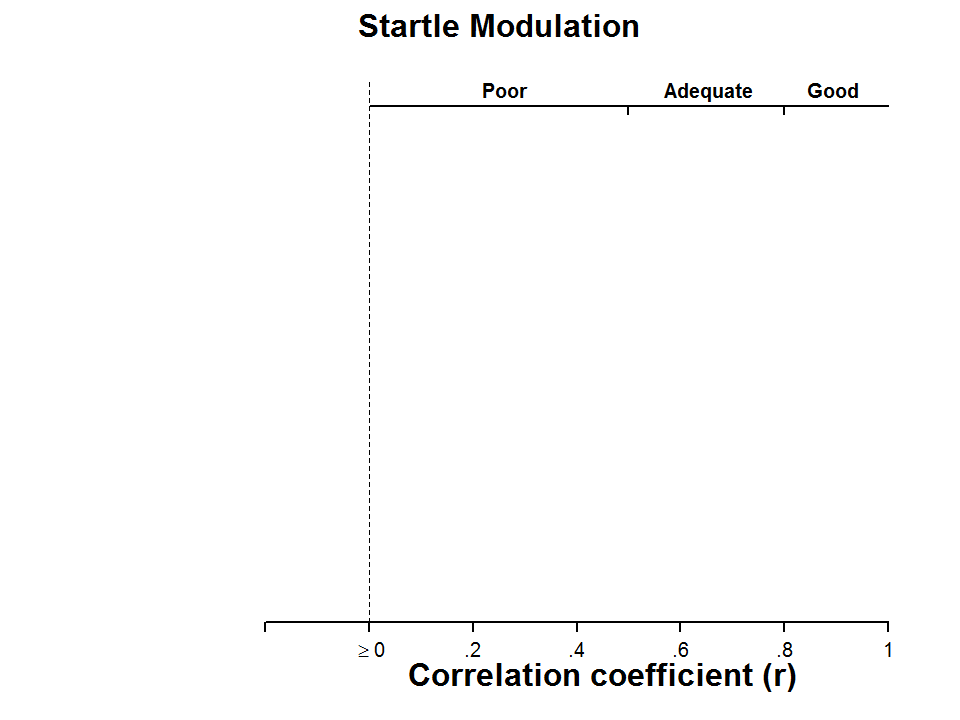 Startle Modulation
Poor Adequate Good
≥ 0 .2 .4 .6 .8 1
Correlation coefficient (r)